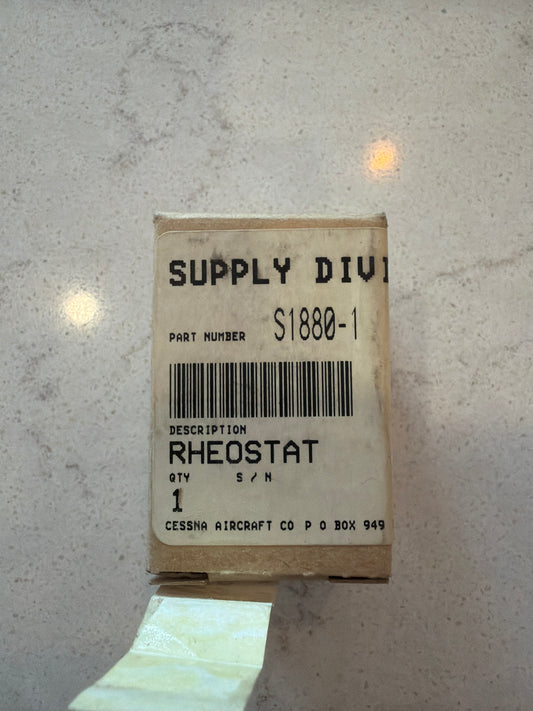 SUPPLY DIVI
PART NUMBER S1880-1
DESCRIPTION
RHEOSTAT
QTY S/N
1
CESSNA AIRCRAFT CO P O BOX 949